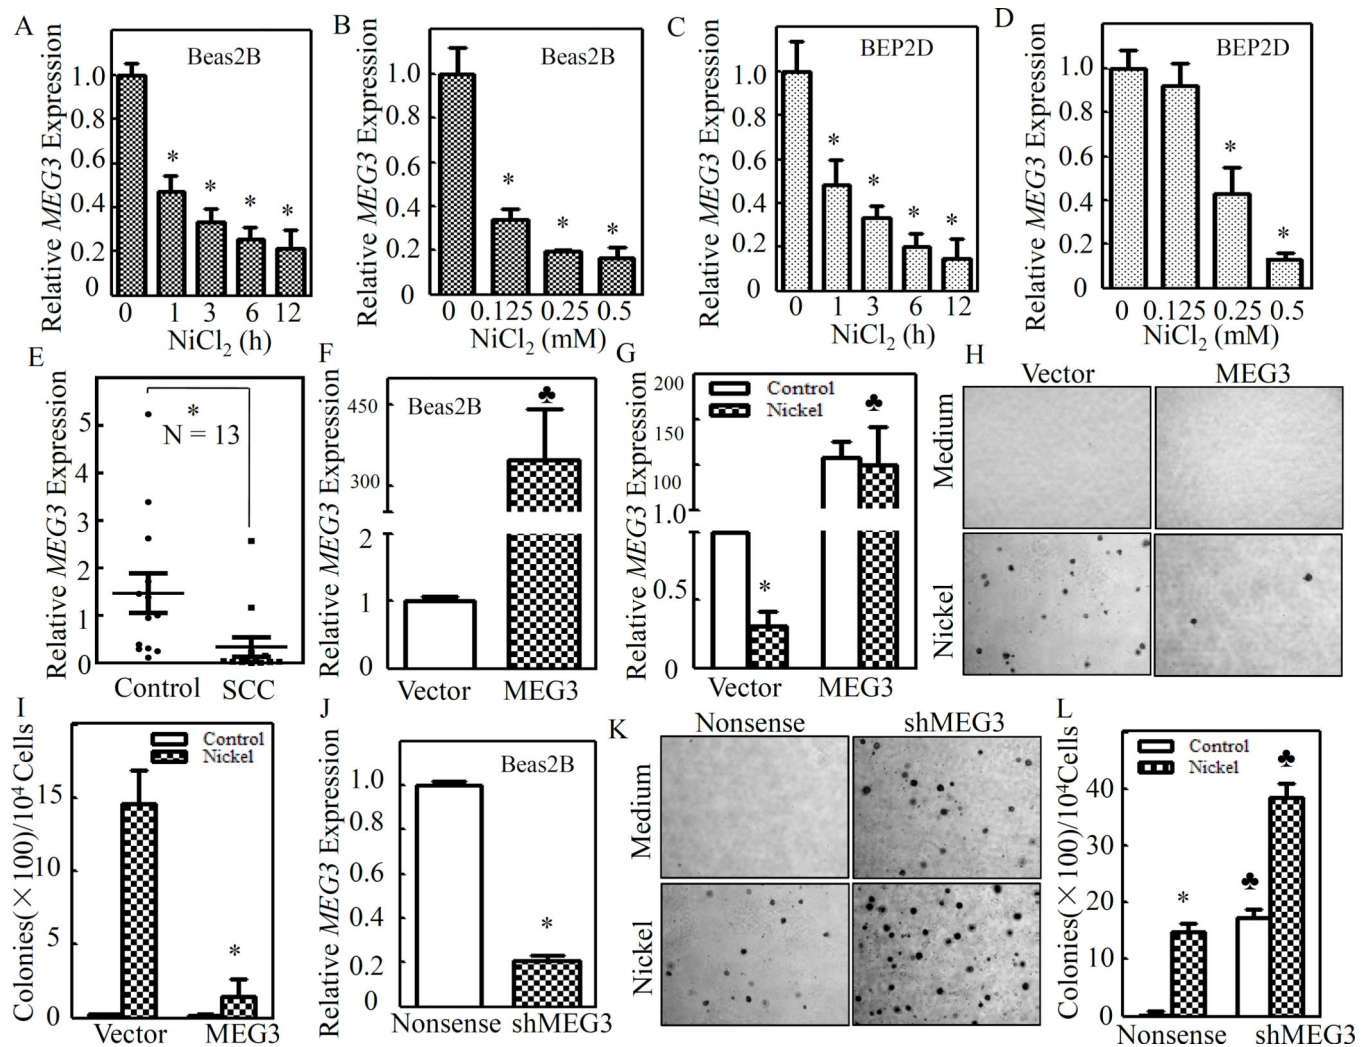 A
Relative MEG3 Expression
Beas2B
1.0
0.8
0.6
0.4
0.2
0
* * * *
0 1 3 6 12
NiCl2 (h)
B
Relative MEG3 Expression
Beas2B
1.0
0.8
0.6
0.4
0.2
0
* * *
0 0.125 0.25 0.5
NiCl2 (mM)
C
Relative MEG3 Expression
BEP2D
1.0
0.8
0.6
0.4
0.2
0
* * * *
0 1 3 6 12
NiCl2 (h)
D
Relative MEG3 Expression
BEP2D
1.0
0.8
0.6
0.4
0.2
0
* *
0 0.125 0.25 0.5
NiCl2 (mM)
E
Relative MEG3 Expression
5
4
3
2
1
0
*
N = 13
Control SCC
F
Relative MEG3 Expression
Beas2B
450
300
2
1
0
♣
Vector MEG3
G
Relative MEG3 Expression
Control
Nickel
200
150
100
1.0
0.5
0
* ♣
Vector MEG3
H
Vector MEG3
Medium
Nickel
I
Colonies(×100)/10⁴Cells
Control
Nickel
15
10
5
0
*
Vector MEG3
J
Relative MEG3 Expression
Beas2B
1.0
0.8
0.6
0.4
0.2
0
*
Nonsense shMEG3
K
Nonsense shMEG3
Medium
Nickel
L
Colonies(×100)/10⁴Cells
Control
Nickel
40
30
20
10
0
* ♣ ♣
Nonsense shMEG3